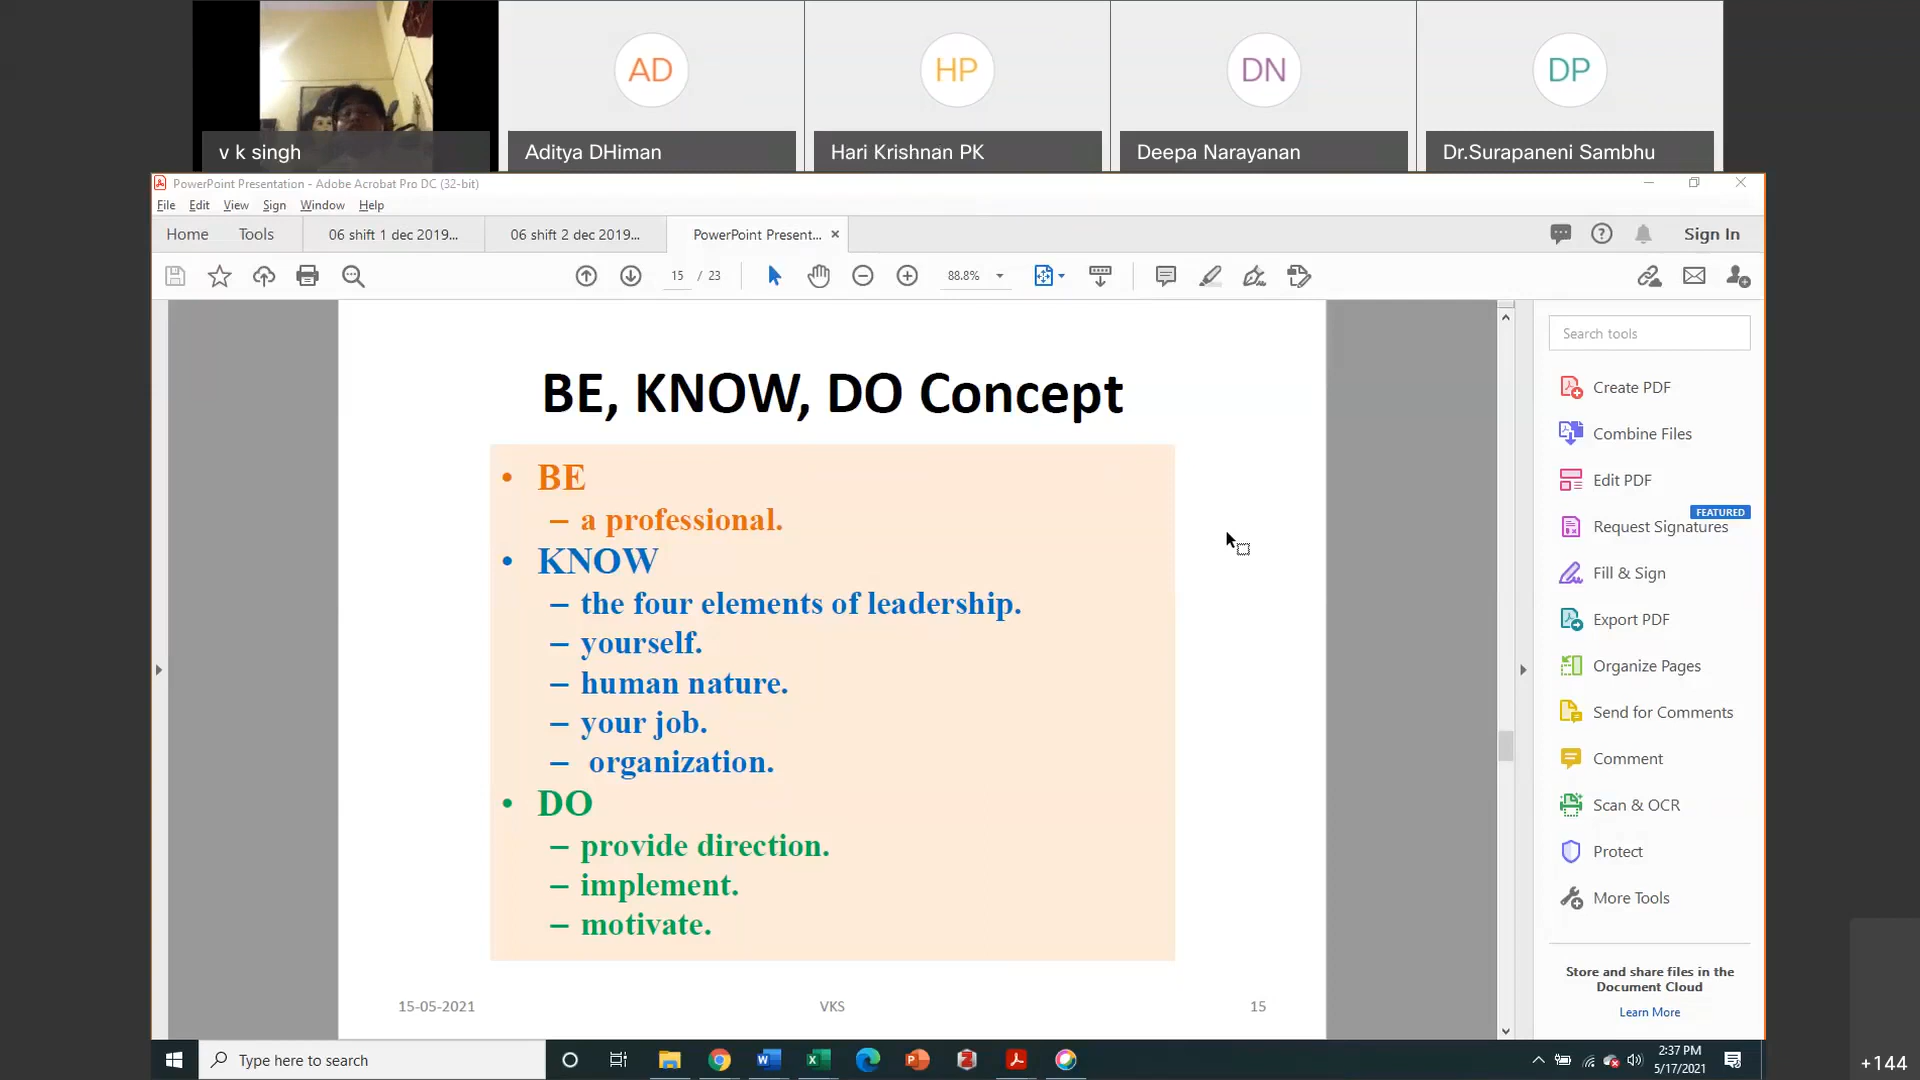 AD
HP
DN
DP
v k singh
Aditya DHiman
Hari Krishnan PK
Deepa Narayanan
Dr.Surapaneni Sambhu
PowerPoint Presentation - Adobe Acrobat Pro DC (32-bit)
File Edit View Sign Window Help
Home Tools 06 shift 1 dec 2019... 06 shift 2 dec 2019... PowerPoint Present... × Sign In
15 / 23 88.8%
BE, KNOW, DO Concept
• BE
– a professional.
• KNOW
– the four elements of leadership.
– yourself.
– human nature.
– your job.
– organization.
• DO
– provide direction.
– implement.
– motivate.
15-05-2021 VKS 15
Search tools
Create PDF
Combine Files
Edit PDF
FEATURED
Request Signatures
Fill & Sign
Export PDF
Organize Pages
Send for Comments
Comment
Scan & OCR
Protect
More Tools
Store and share files in the
Document Cloud
Learn More
Type here to search
2:37 PM
5/17/2021
+144